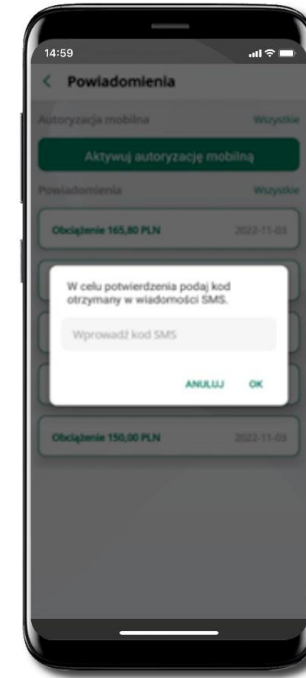 14:59
Powiadomienia
Autoryzacja mobilna Wszystkie
Aktywuj autoryzację mobilną
Powiadomienia Wszystkie
Obciążenie 165,80 PLN 2022-11-03
W celu potwierdzenia podaj kod
otrzymany w wiadomości SMS.
Wprowadź kod SMS
ANULUJ OK
Obciążenie 150,00 PLN 2022-11-03